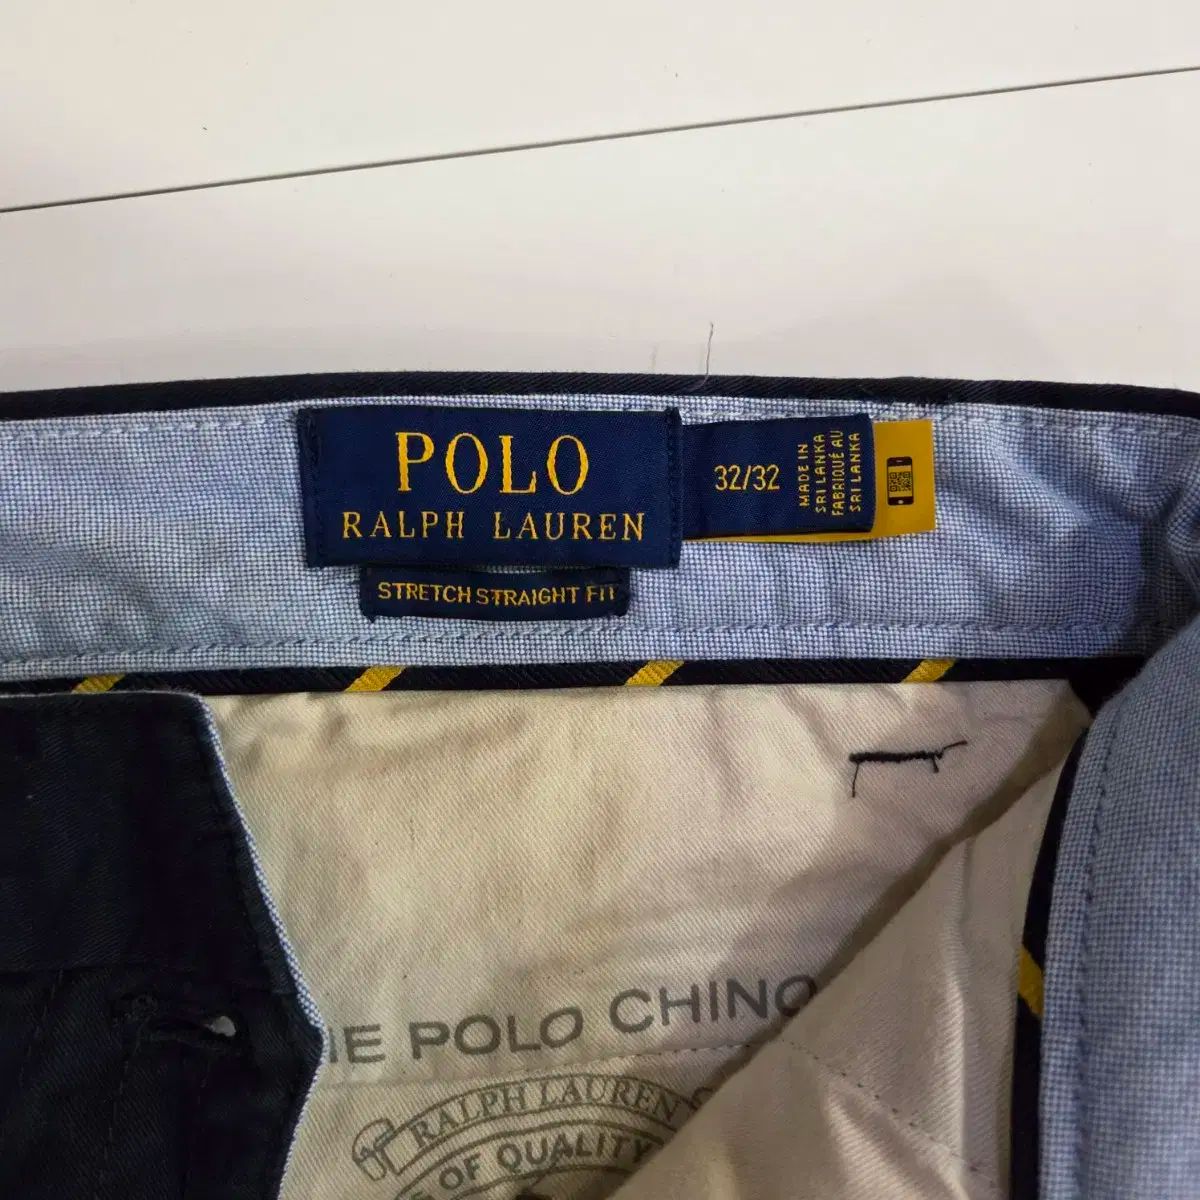 POLO
RALPH LAUREN
STRETCH STRAIGHT FIT
32/32
MADE IN
SRI LANKA
FABRIQUÉ AU
SRI LANKA
POLO CHINO
RALPH LAUREN
OF QUALITY